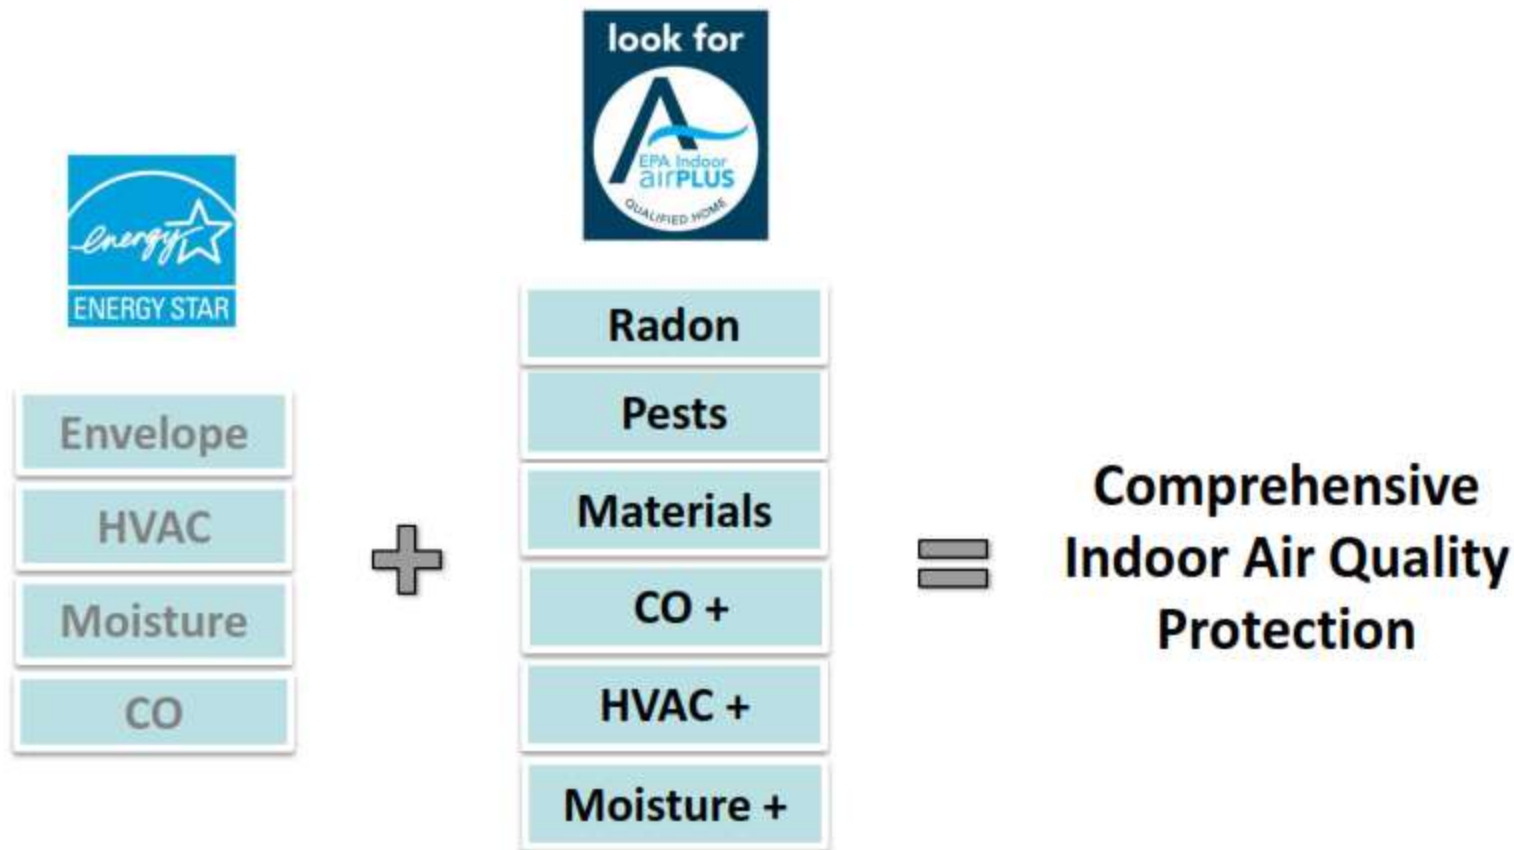 energy
ENERGY STAR
Envelope
HVAC
Moisture
CO
look for
EPA Indoor
airPLUS
QUALIFIED HOME
Radon
Pests
Materials
CO +
HVAC +
Moisture +
Comprehensive
Indoor Air Quality
Protection